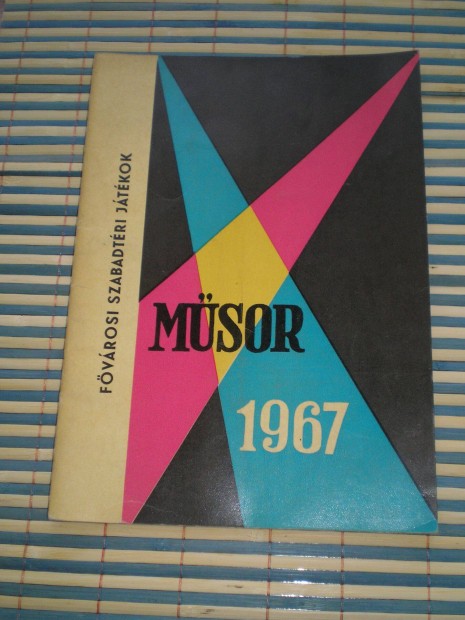 FŐVÁROSI SZABADTÉRI JÁTÉKOK
MŰSOR
1967